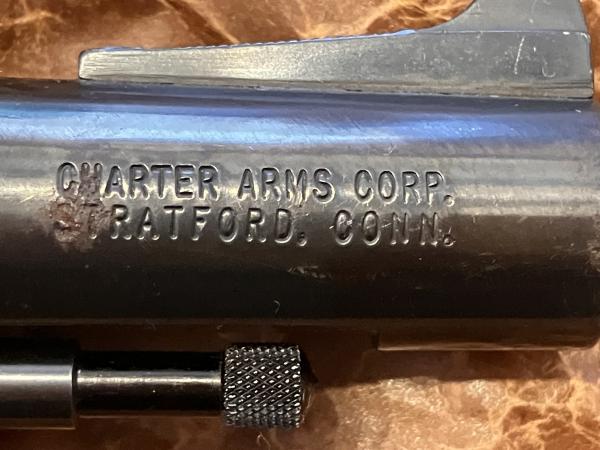 CHARTER ARMS CORP.
STRATFORD. CONN.